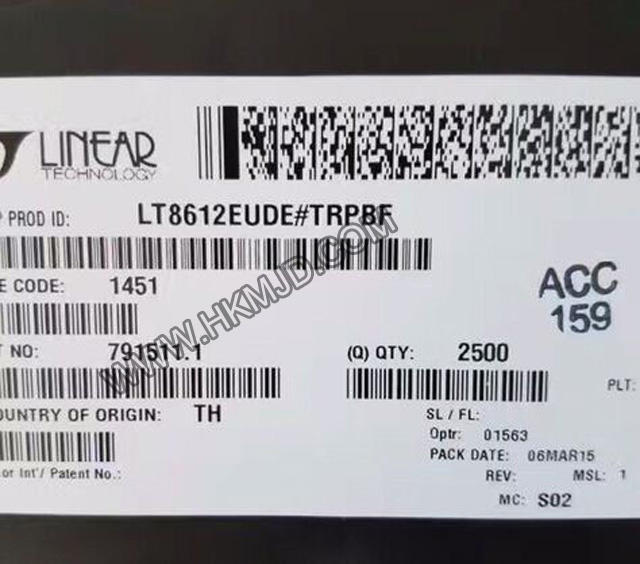 LINEAR
TECHNOLOGY
P PROD ID: LT8612EUDE#TRPBF
E CODE: 1451
ACC
159
T NO: 791511.1
(Q) QTY: 2500
PLT:
OUNTRY OF ORIGIN: TH
SL / FL:
Optr: 01563
PACK DATE: 06MAR15
or Int'/ Patent No.:
REV: MSL: 1
MC: S02
WWW.HKMJD.COM